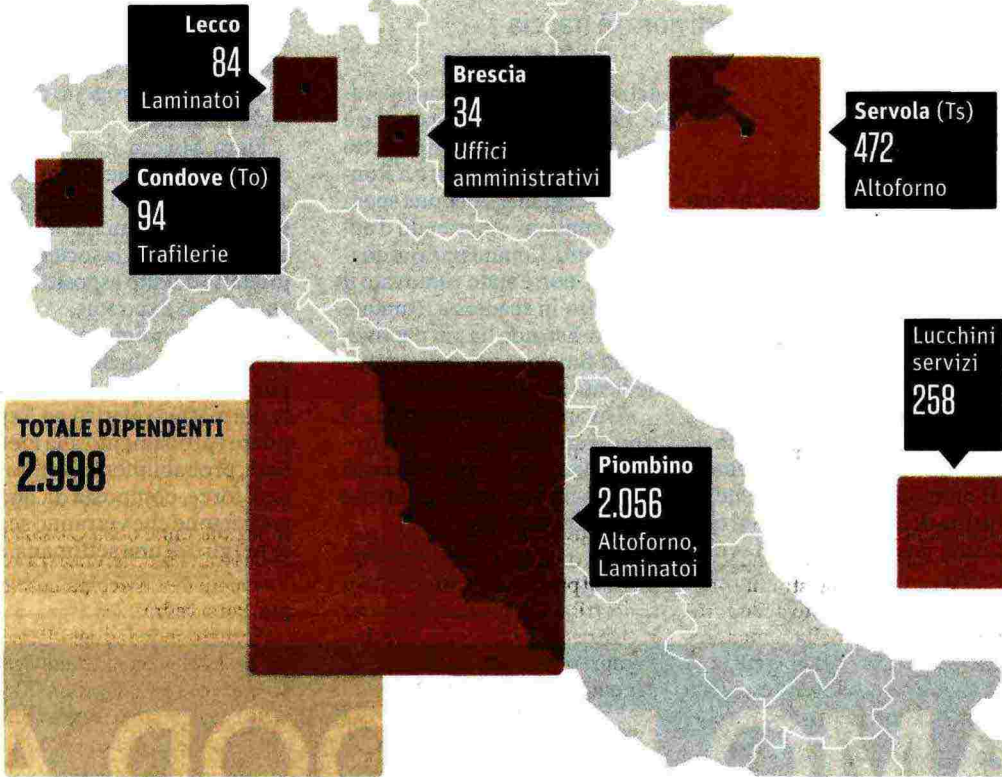 Lecco
84
Laminatoi
Brescia
34
Uffici
amministrativi
Servola (Ts)
472
Altoforno
Condove (To)
94
Trafilerie
Lucchini
servizi
258
TOTALE DIPENDENTI
2.998
Piombino
2.056
Altoforno,
Laminatoi